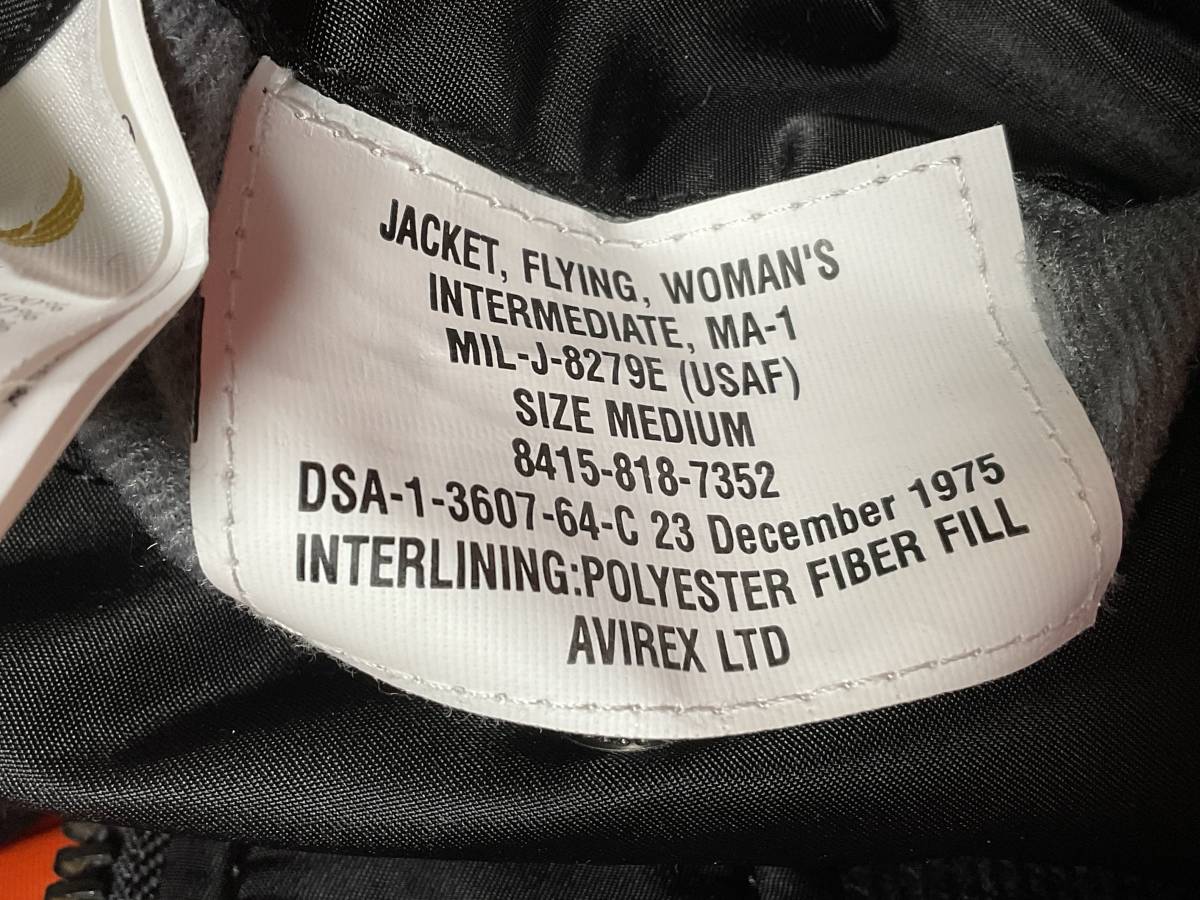 JACKET, FLYING, WOMAN'S
INTERMEDIATE, MA-1
MIL-J-8279E (USAF)
SIZE MEDIUM
8415-818-7352
DSA-1-3607-64-C 23 December 1975
INTERLINING:POLYESTER FIBER FILL
AVIREX LTD
100%